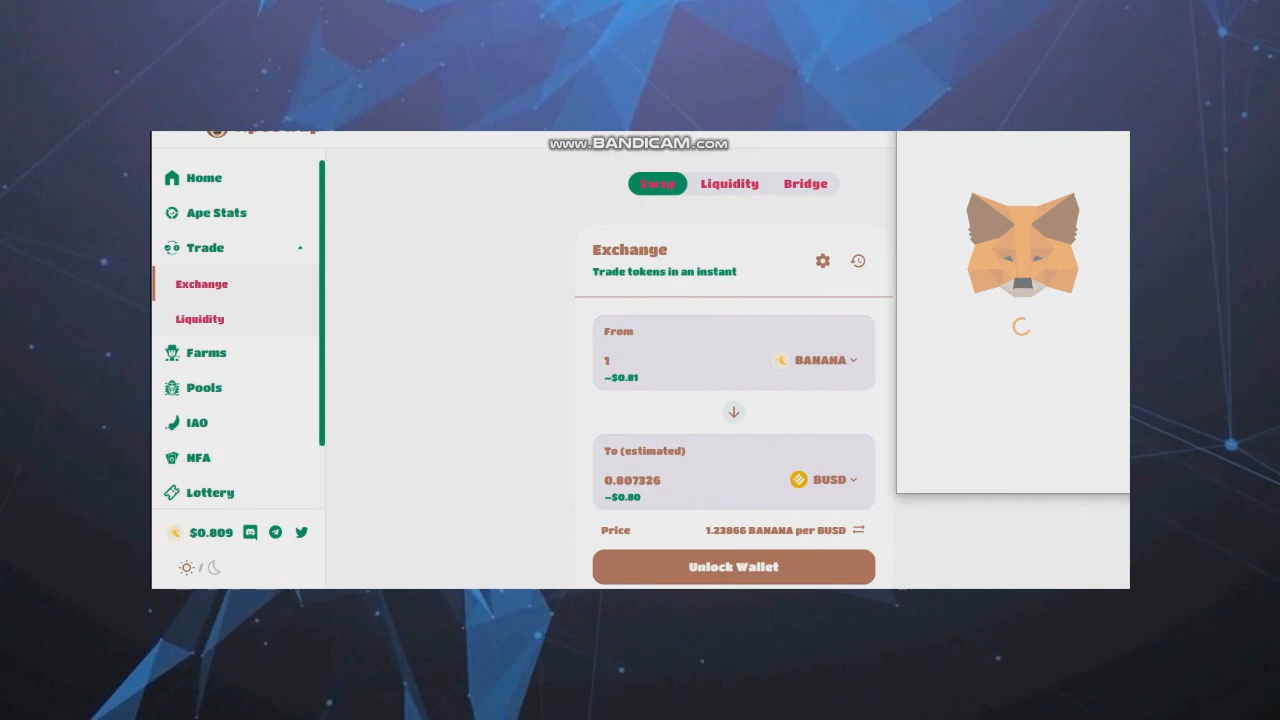 www.BANDICAM.com
Home
Ape Stats
Trade
Exchange
Liquidity
Farms
Pools
IAO
NFA
Lottery
$0.809
/
Swap
Liquidity
Bridge
Exchange
Trade tokens in an instant
From
1
BANANA
~$0.81
To (estimated)
0.807326
BUSD
~$0.80
Price
1.23866 BANANA per BUSD
Unlock Wallet